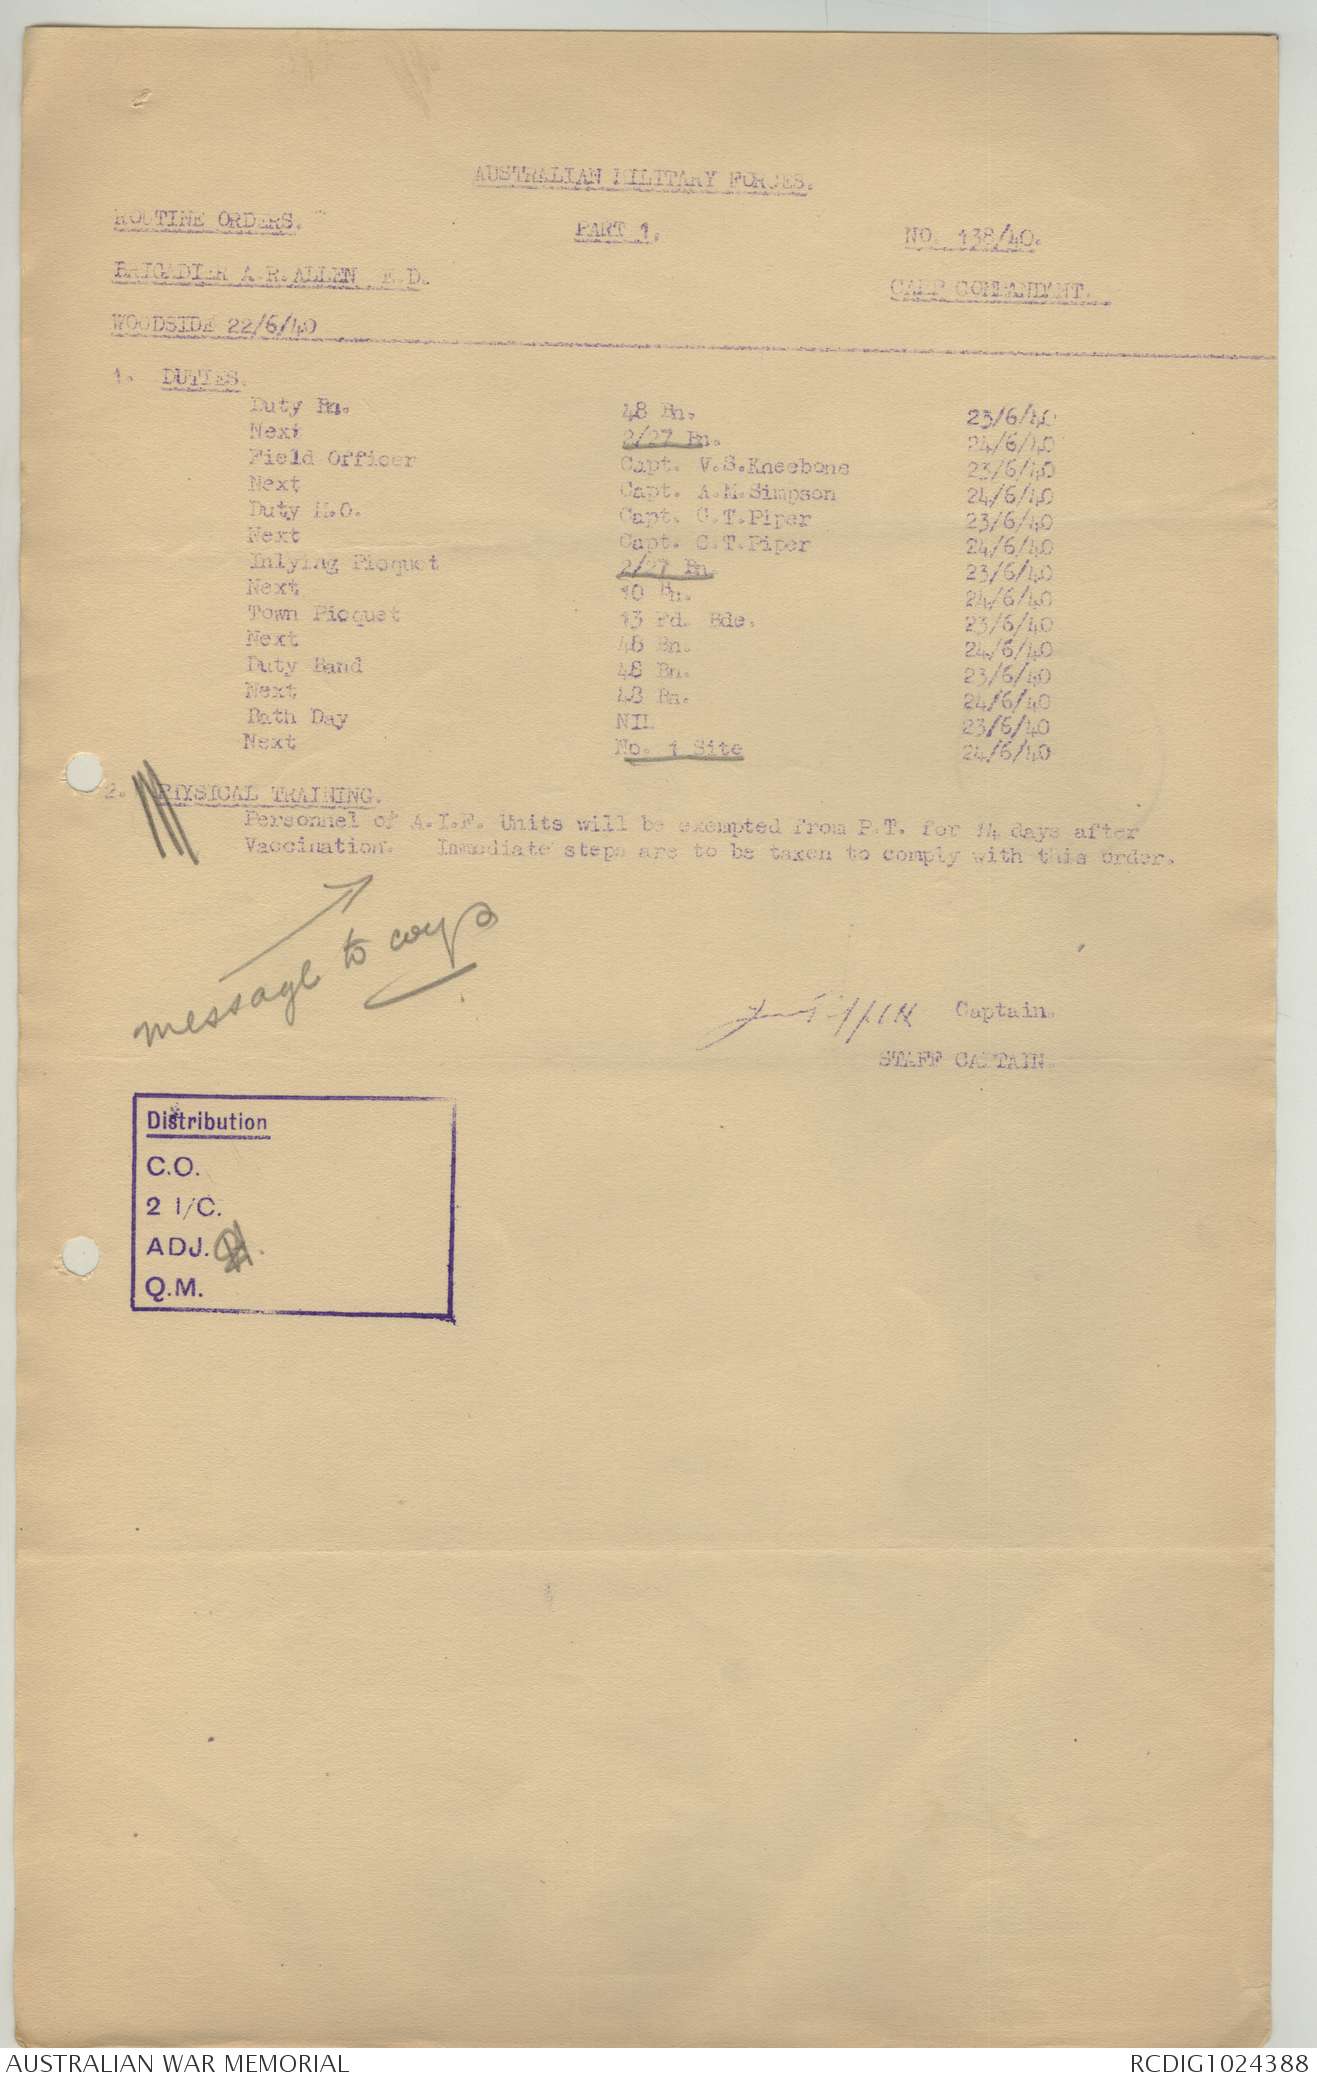 AUSTRALIAN MILITARY FORCES.
ROUTINE ORDERS. PART 1. NO. 138/40.
BRIGADIER A.R.ALLEN E.D. CAMP COMMANDANT.
WOODSIDE 22/6/40
1. DUTIES.
Duty Bn. 48 Bn. 23/6/40
Next 2/27 Bn. 24/6/40
Field Officer Capt. V.S.Kneebone 23/6/40
Next Capt. A.M.Simpson 24/6/40
Duty M.O. Capt. C.T.Piper 23/6/40
Next Capt. C.T.Piper 24/6/40
Inlying Picquet 2/27 Bn. 23/6/40
Next 10 Bn. 24/6/40
Town Picquet 13 Fd. Bde. 23/6/40
Next 48 Bn. 24/6/40
Duty Band 48 Bn. 23/6/40
Next 48 Bn. 24/6/40
Bath Day NIL 23/6/40
Next No. 1 Site 24/6/40
2. PHYSICAL TRAINING.
Personnel of A.I.F. Units will be exempted from P.T. for 14 days after
Vaccination. Immediate steps are to be taken to comply with this order.
message to coys
Captain.
STAFF CAPTAIN.
Distribution
C.O.
2 I/C.
ADJ.
Q.M.
AUSTRALIAN WAR MEMORIAL RCDIG1024388